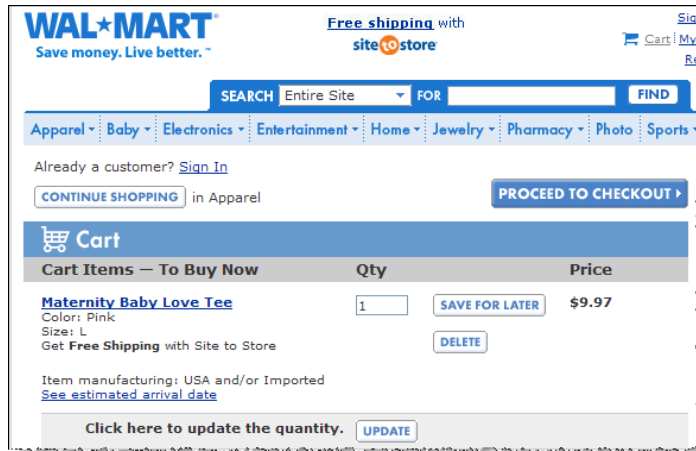 WAL★MART
Save money. Live better.
Free shipping with
site to store
Cart My
SEARCH Entire Site FOR FIND
Apparel Baby Electronics Entertainment Home Jewelry Pharmacy Photo Sports
Already a customer? Sign In
CONTINUE SHOPPING in Apparel
PROCEED TO CHECKOUT
Cart
Cart Items — To Buy Now Qty Price
Maternity Baby Love Tee 1 SAVE FOR LATER $9.97
Color: Pink
Size: L
Get Free Shipping with Site to Store DELETE
Item manufacturing: USA and/or Imported
See estimated arrival date
Click here to update the quantity. UPDATE